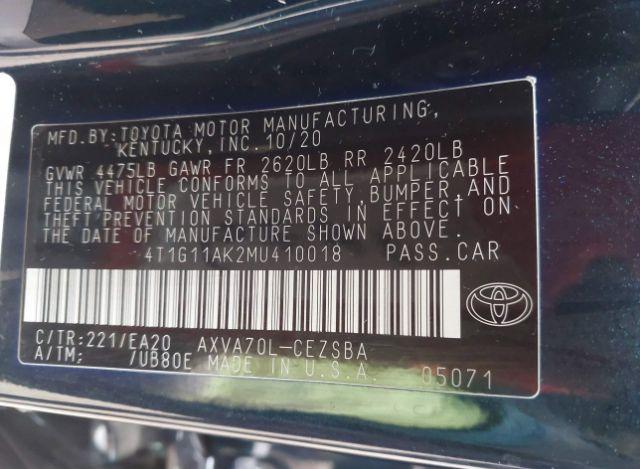 MFD.BY:TOYOTA MOTOR MANUFACTURING,
KENTUCKY, INC.10/20
GVWR 4475LB GAWR FR 2620LB RR 2420LB
THIS VEHICLE CONFORMS TO ALL APPLICABLE
FEDERAL MOTOR VEHICLE SAFETY,BUMPER,AND
THEFT PREVENTION STANDARDS IN EFFECT ON
THE DATE OF MANUFACTURE SHOWN ABOVE.
4T1G11AK2MU410018 PASS.CAR
C/TR:221/EA20 AXVA70L-CEZSBA
A/TM: /UB80E MADE IN U.S.A. 05071